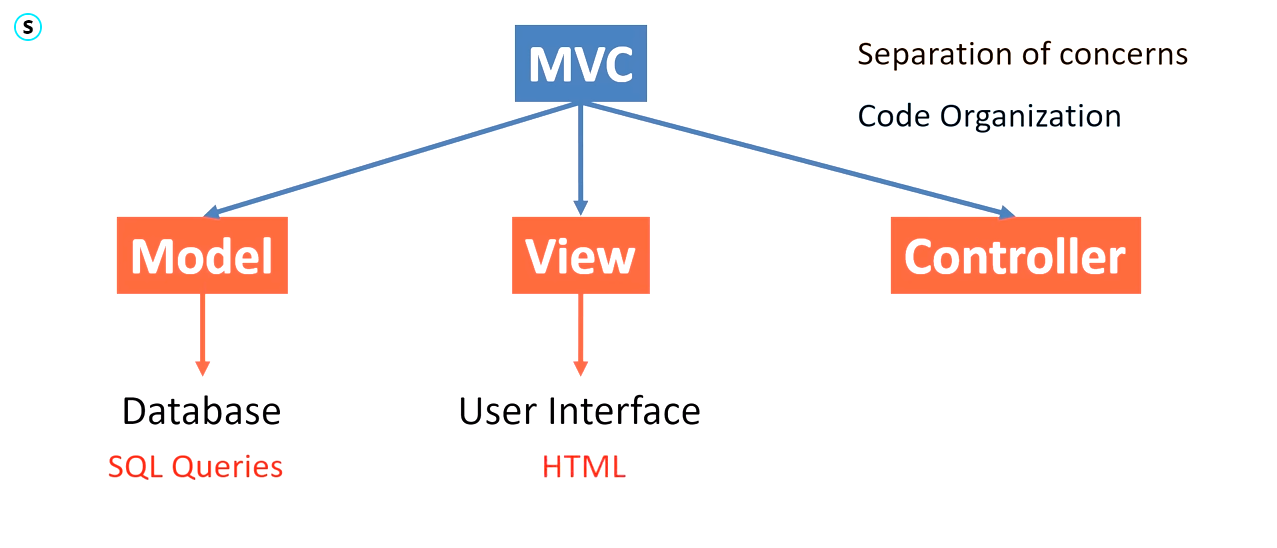 S
MVC
Separation of concerns
Code Organization
Model
View
Controller
Database
User Interface
SQL Queries
HTML